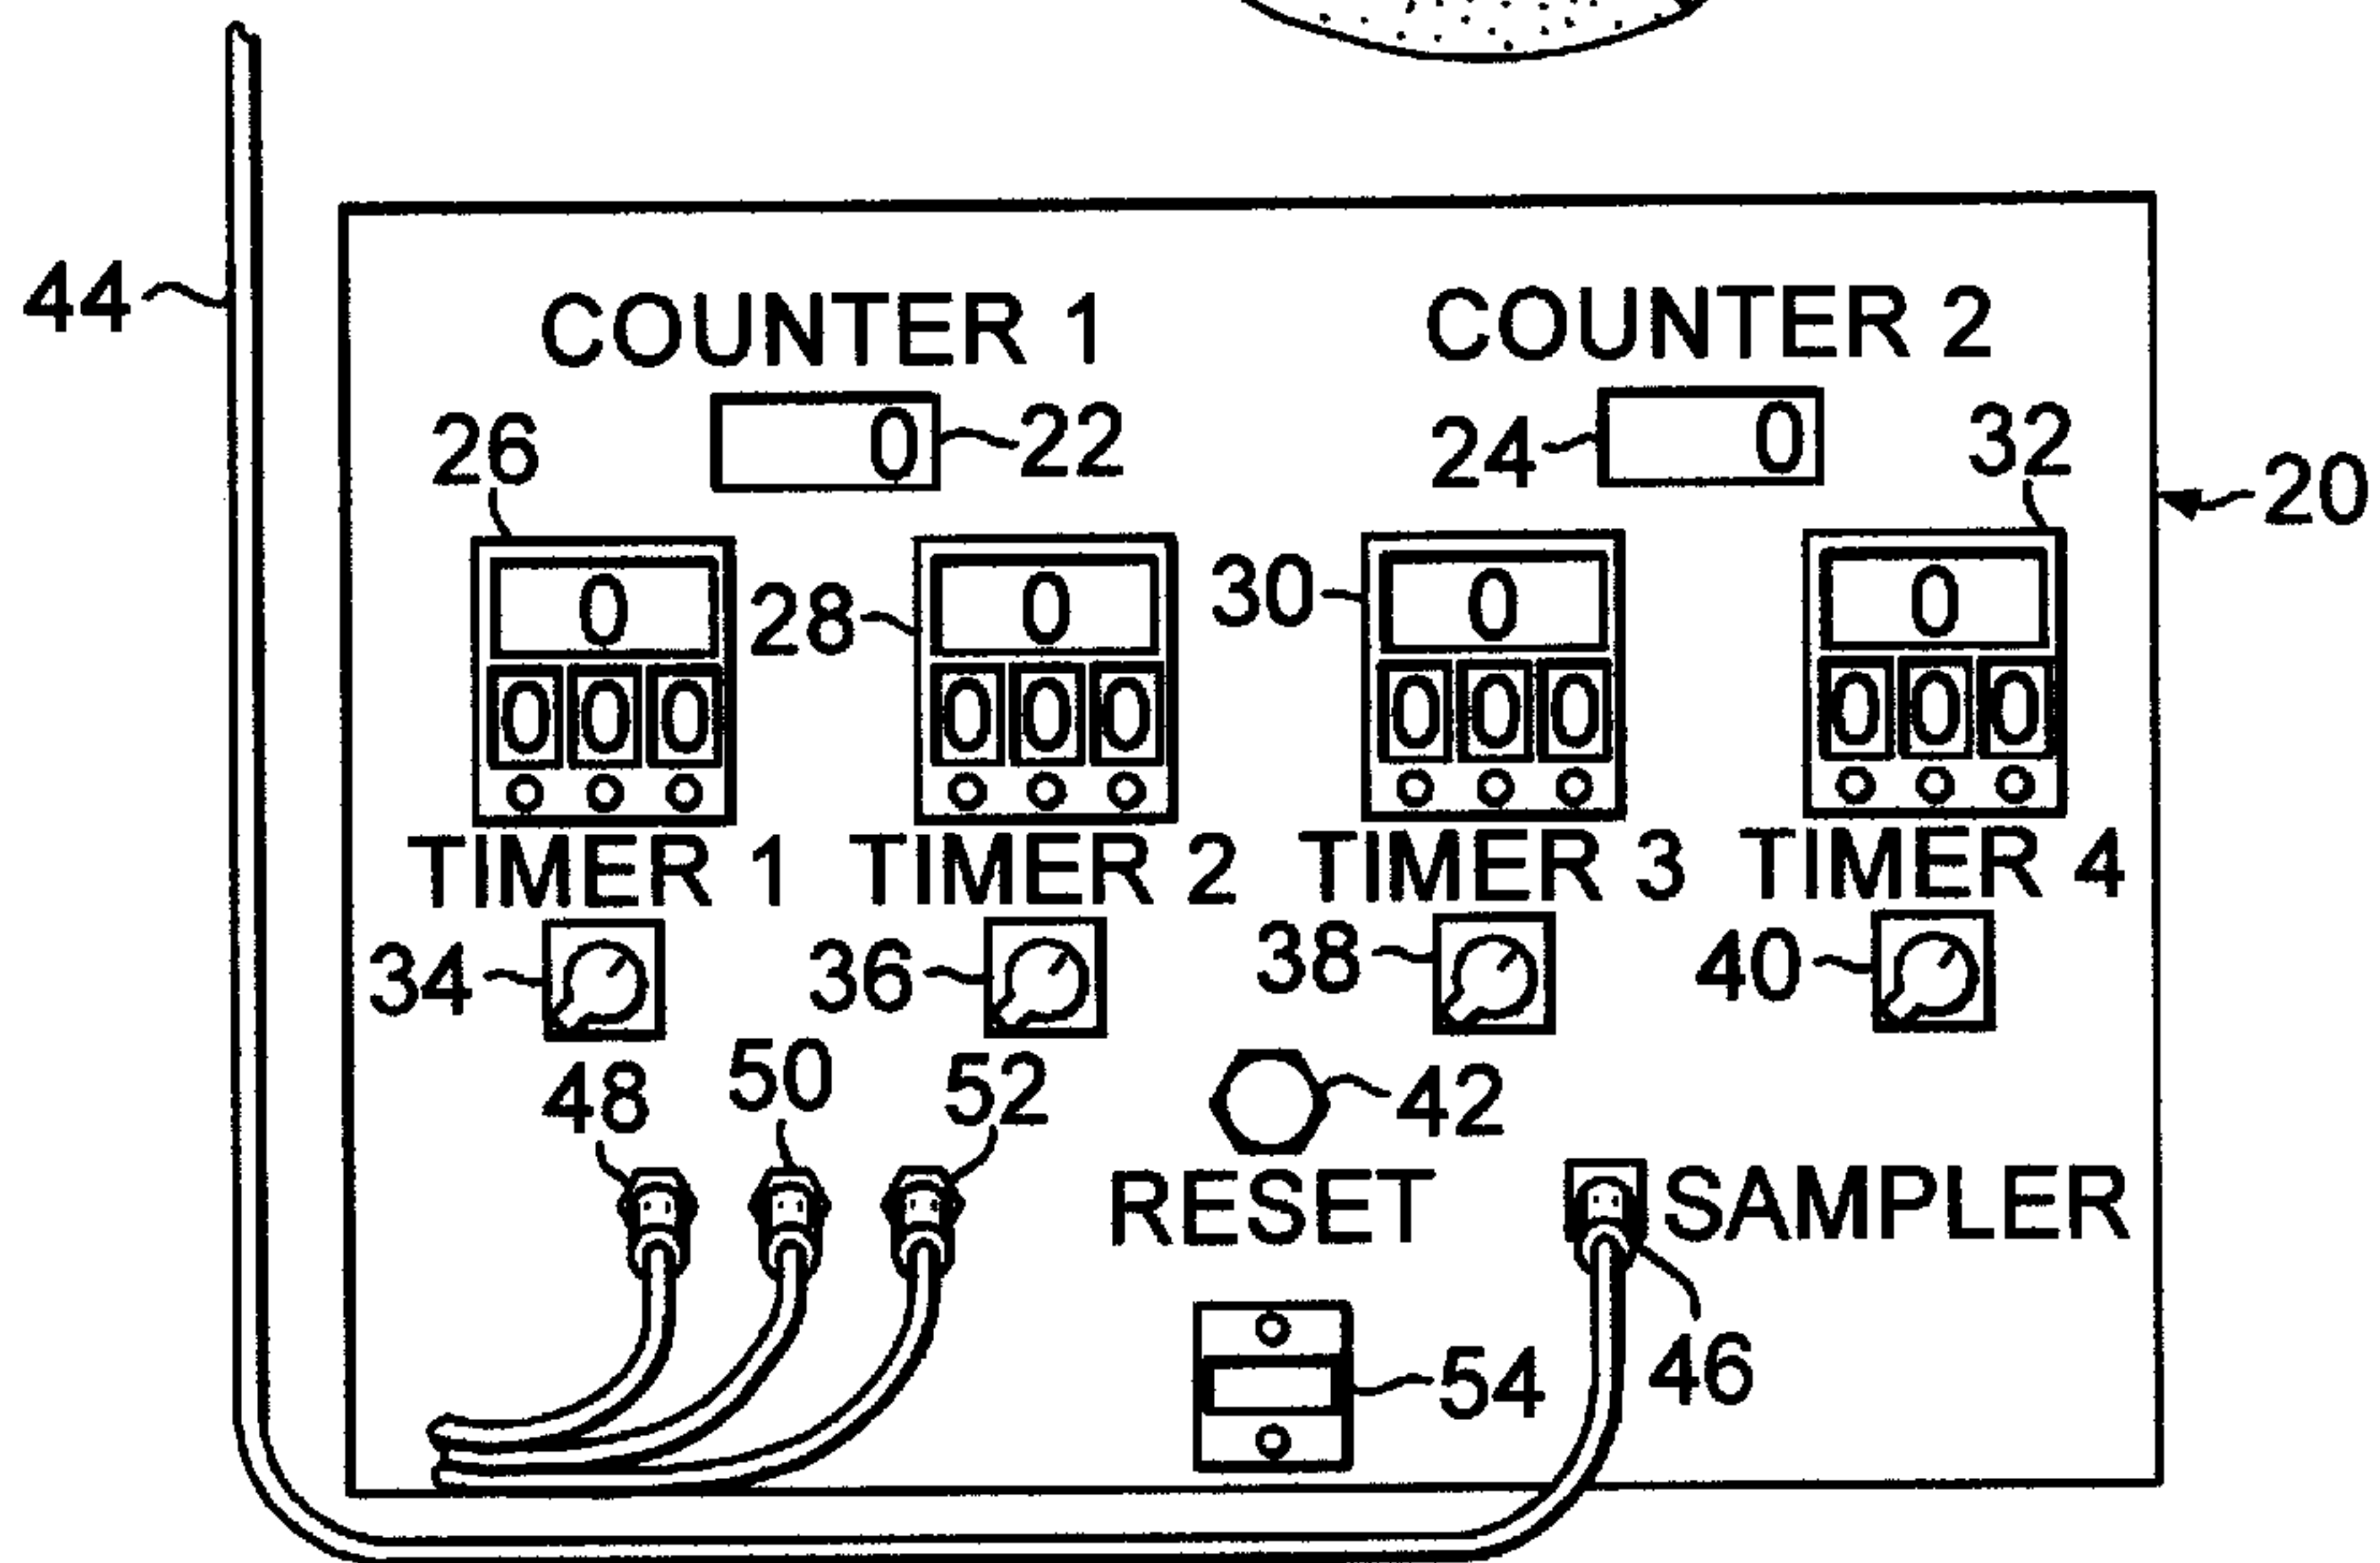 44
COUNTER 1 COUNTER 2
26 0 22 24 0 32
20
0 28 0 30 0 0
000 000 000 000
TIMER 1 TIMER 2 TIMER 3 TIMER 4
34 36 38 40
48 50 52 42
RESET SAMPLER
54 46